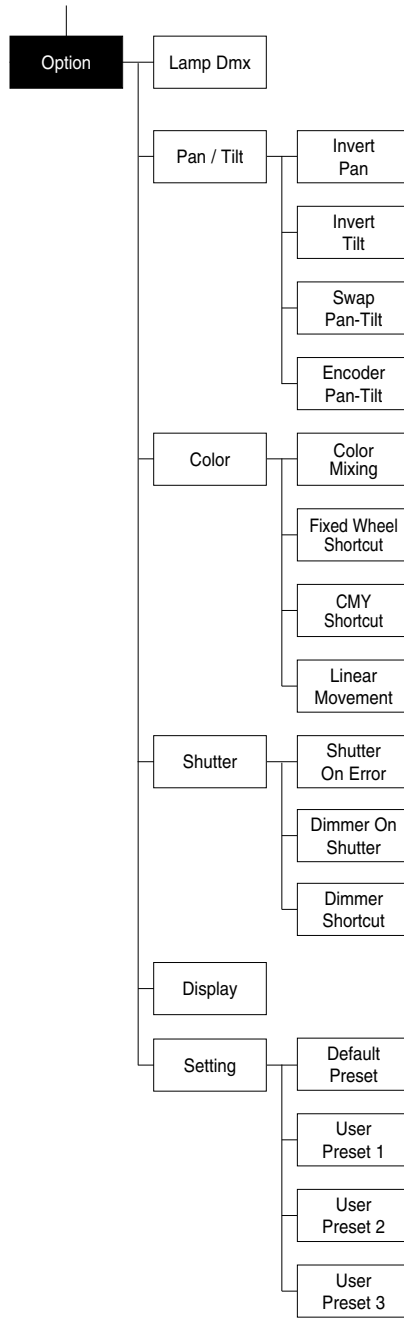 Option
Lamp Dmx
Pan / Tilt
Invert
Pan
Invert
Tilt
Swap
Pan-Tilt
Encoder
Pan-Tilt
Color
Color
Mixing
Fixed Wheel
Shortcut
CMY
Shortcut
Linear
Movement
Shutter
Shutter
On Error
Dimmer On
Shutter
Dimmer
Shortcut
Display
Setting
Default
Preset
User
Preset 1
User
Preset 2
User
Preset 3